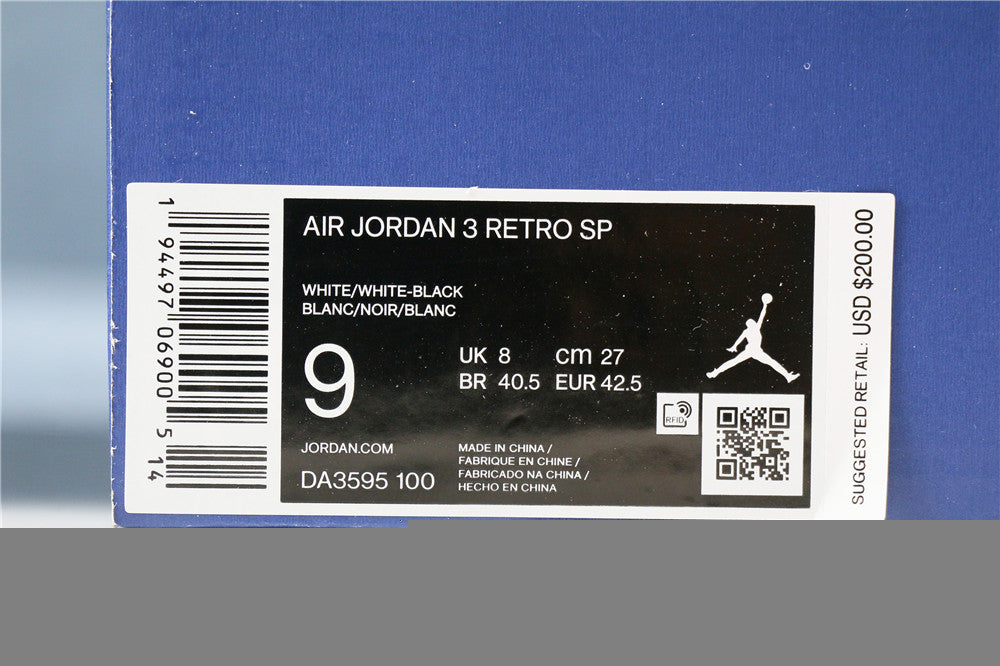 AIR JORDAN 3 RETRO SP
WHITE/WHITE-BLACK
BLANC/NOIR/BLANC
9
UK 8 cm 27
BR 40.5 EUR 42.5
RFID
JORDAN.COM
DA3595 100
MADE IN CHINA /
FABRIQUE EN CHINE /
FABRICADO NA CHINA /
HECHO EN CHINA
1 94497 06900 5 14
SUGGESTED RETAIL: USD $200.00